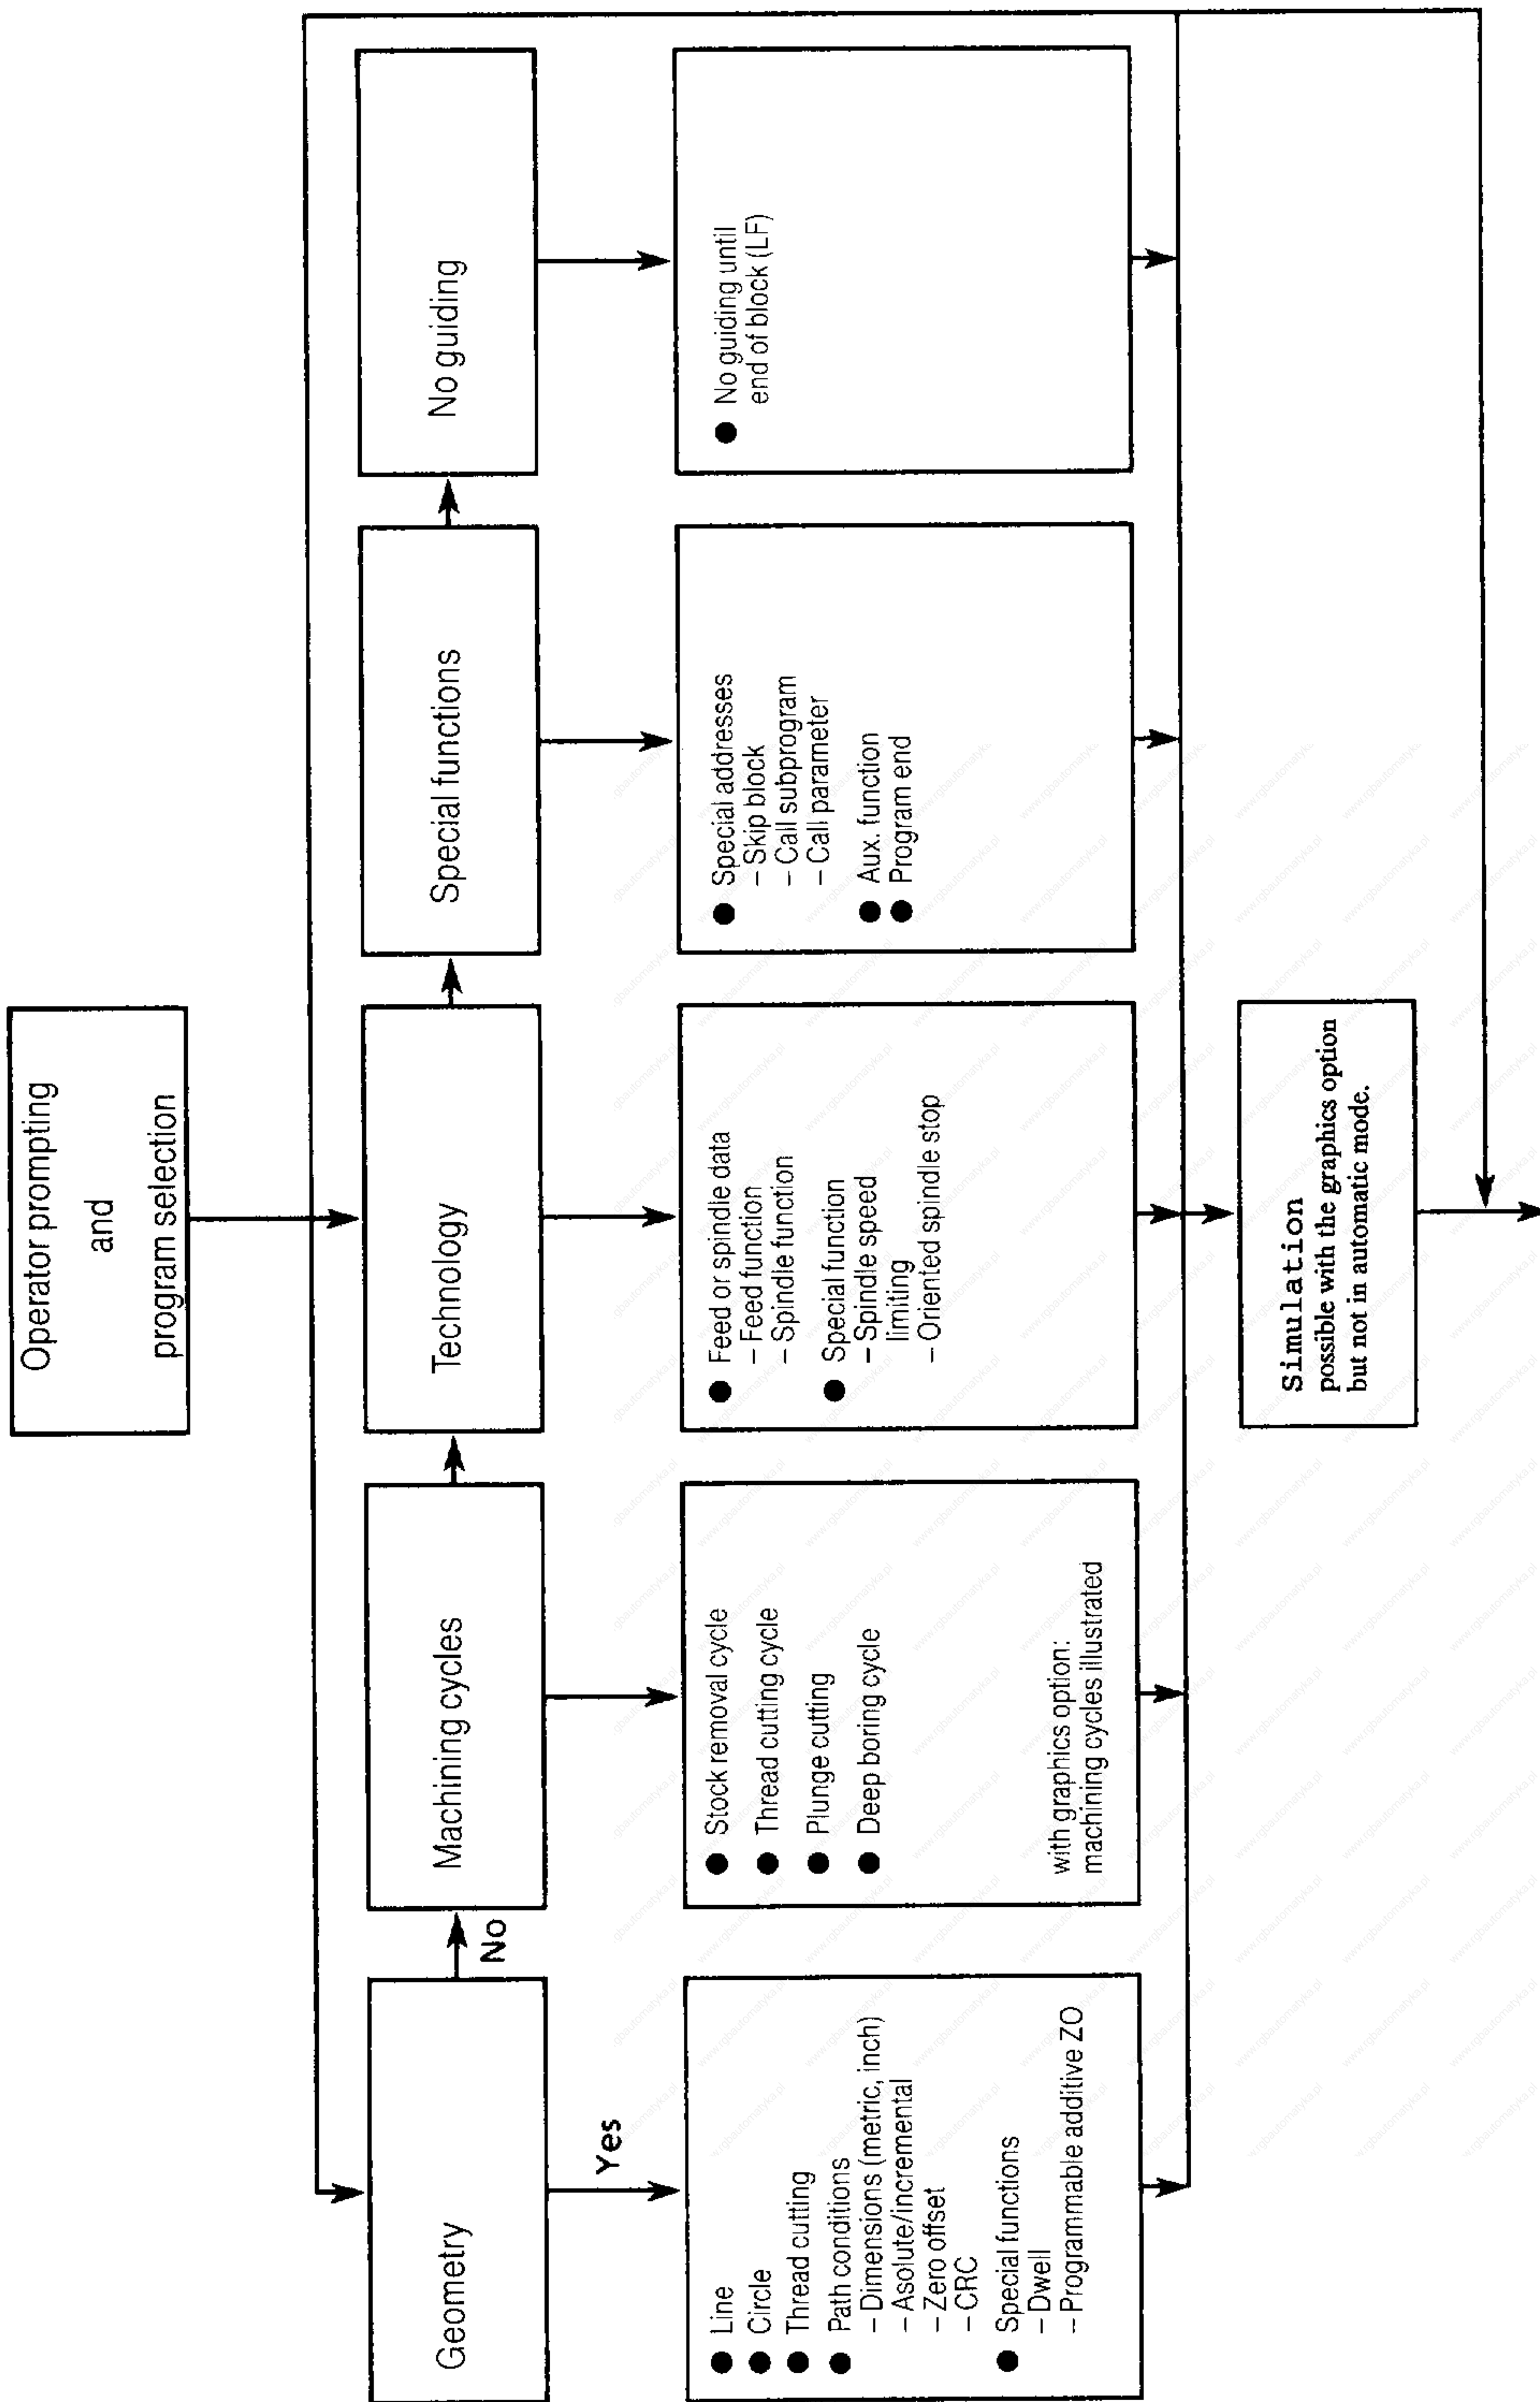 Operator prompting
and
program selection
Geometry
No
Machining cycles
Technology
Special functions
No guiding
Yes
● Line
● Circle
● Thread cutting
● Path conditions
– Dimensions (metric, inch)
– Asolute/incremental
– Zero offset
– CRC
● Special functions
– Dwell
-- Programmable additive ZO
● Stock removal cycle
● Thread cutting cycle
● Plunge cutting
● Deep boring cycle
with graphics option:
machining cycles illustrated
● Feed or spindle data
– Feed function
– Spindle function
● Special function
– Spindle speed
limiting
– Oriented spindle stop
● Special addresses
– Skip block
– Call subprogram
– Call parameter
● Aux. function
● Program end
● No guiding until
end of block (LF)
Simulation
possible with the graphics option
but not in automatic mode.
www.rgbautomatyka.pl